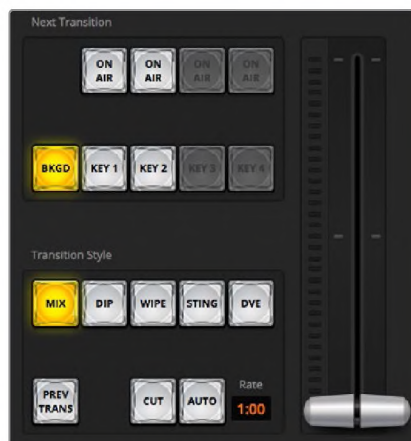 Next Transition
ON AIR ON AIR ON AIR ON AIR
BKGD KEY 1 KEY 2 KEY 3 KEY 4
Transition Style
MIX DIP WIPE STING DVE
Rate
PREV TRANS CUT AUTO 1:00